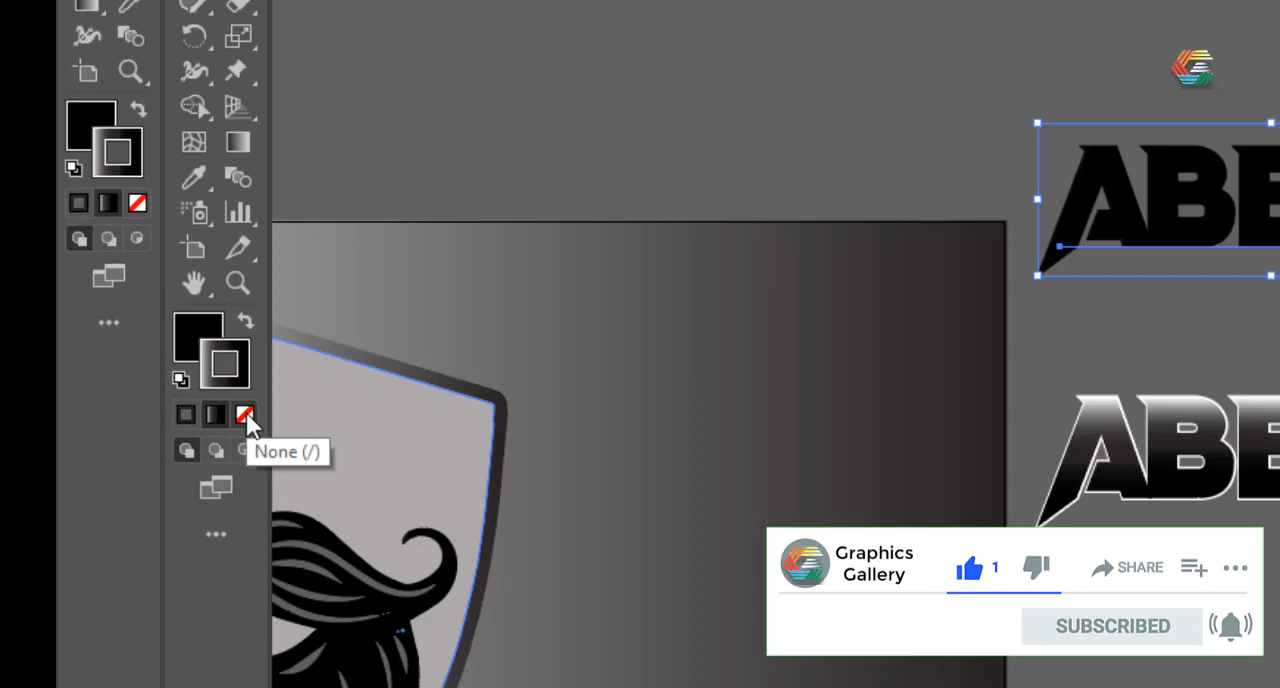 ABE
None (/)
ABE
Graphics
Gallery
1
SHARE
SUBSCRIBED